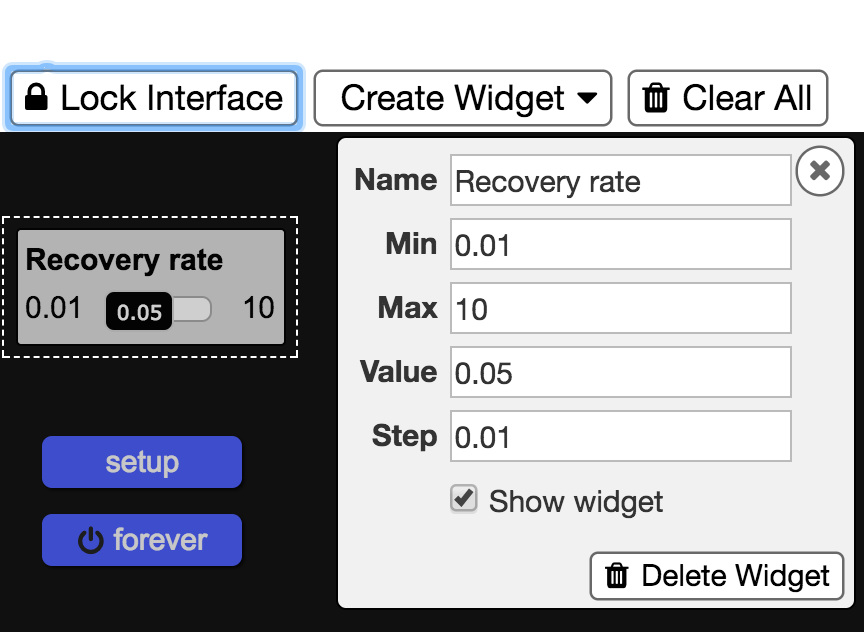 Lock Interface
Create Widget
Clear All
Recovery rate
0.01 0.05 10
setup
forever
Name Recovery rate
Min 0.01
Max 10
Value 0.05
Step 0.01
Show widget
Delete Widget